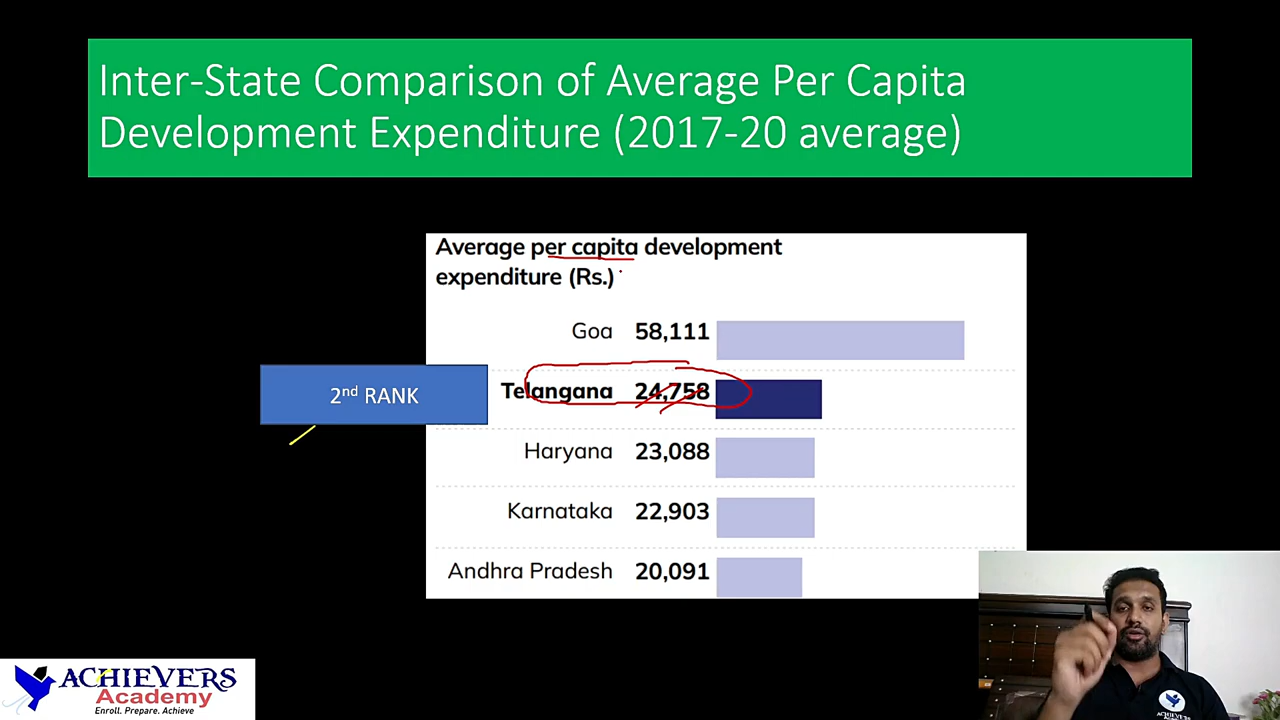 Inter-State Comparison of Average Per Capita
Development Expenditure (2017-20 average)
Average per capita development
expenditure (Rs.)
Goa 58,111
2nd RANK
Telangana 24,758
Haryana 23,088
Karnataka 22,903
Andhra Pradesh 20,091
ACHIEVERS
Academy
Enroll. Prepare. Achieve
ACHIEVERS